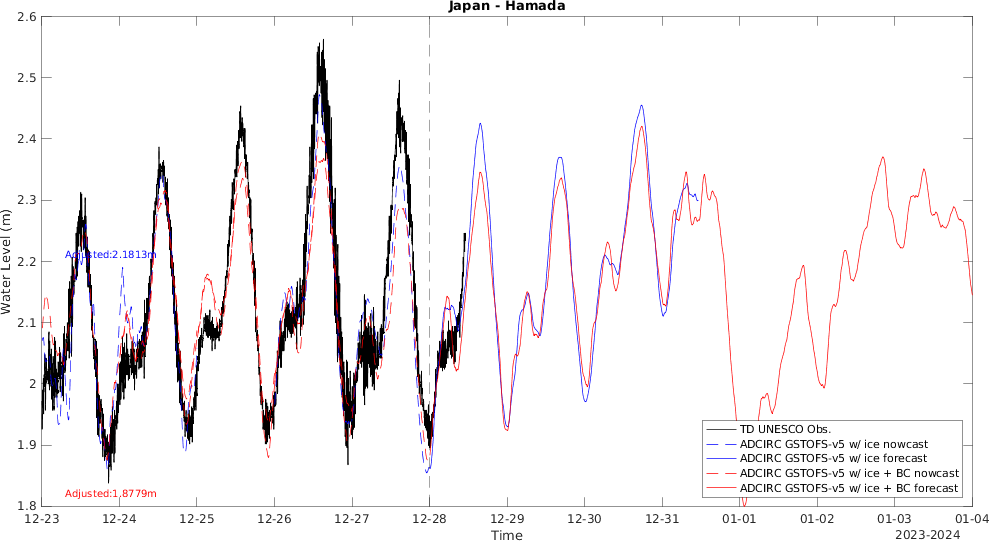 Japan - Hamada
Water Level (m)
2.6
2.5
2.4
2.3
2.2
2.1
2
1.9
1.8
Adjusted:2.1813m
Adjusted:1.8779m
TD UNESCO Obs.
ADCIRC GSTOFS-v5 w/ ice nowcast
ADCIRC GSTOFS-v5 w/ ice forecast
ADCIRC GSTOFS-v5 w/ ice + BC nowcast
ADCIRC GSTOFS-v5 w/ ice + BC forecast
12-23 12-24 12-25 12-26 12-27 12-28 12-29 12-30 12-31 01-01 01-02 01-03 01-04
Time
2023-2024